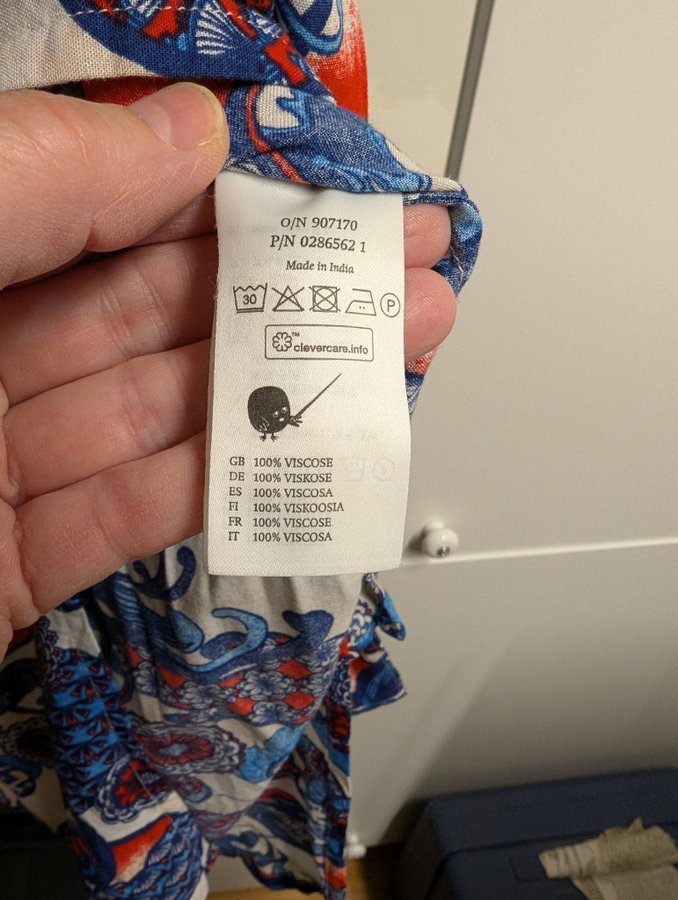 O/N 907170
P/N 0286562 1
Made in India
30 P
™
clevercare.info
GB 100% VISCOSE
DE 100% VISKOSE
ES 100% VISCOSA
FI 100% VISKOOSIA
FR 100% VISCOSE
IT 100% VISCOSA